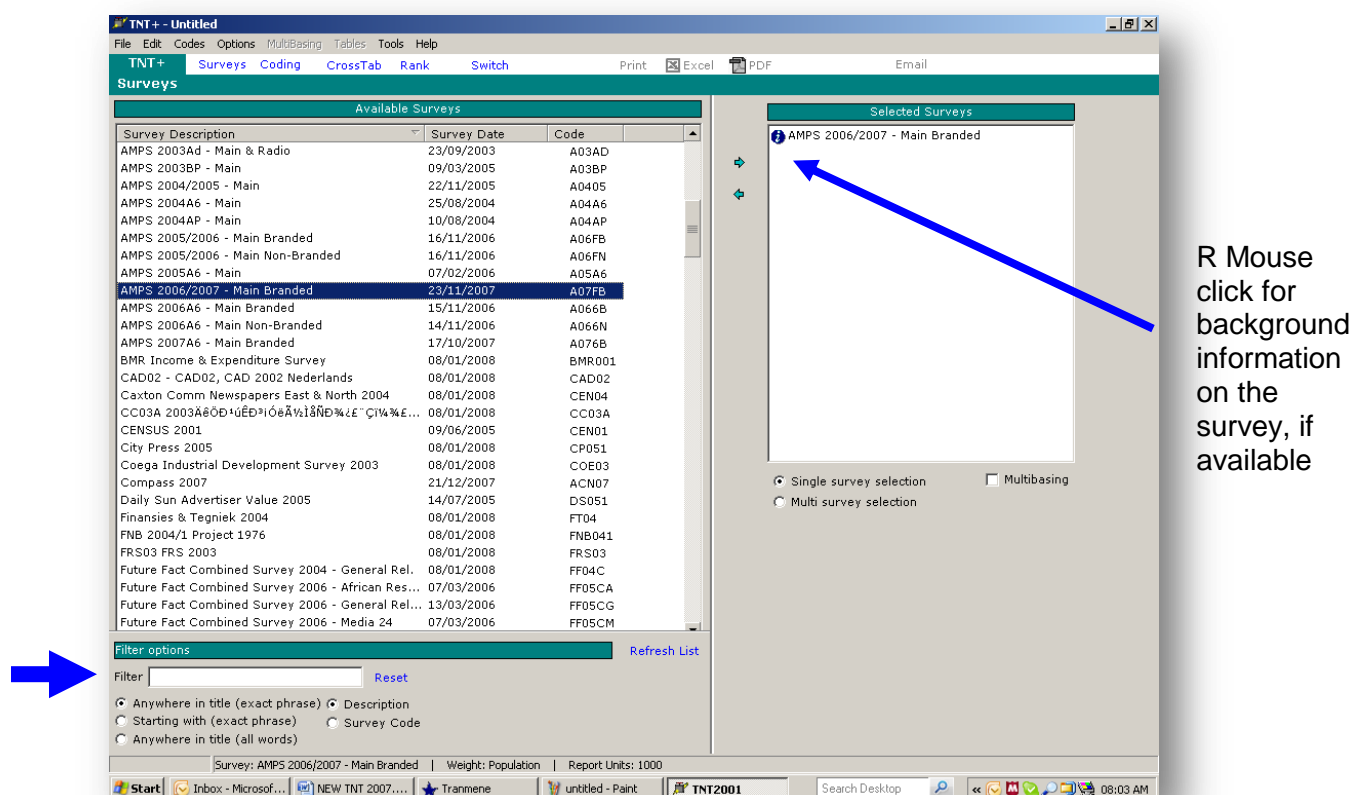 TNT+ - Untitled
File Edit Codes Options MultiBasing Tables Tools Help
TNT+ Surveys Coding CrossTab Rank Switch Print Excel PDF Email
Surveys
Available Surveys
Survey Description Survey Date Code
AMPS 2003Ad - Main & Radio 23/09/2003 A03AD
AMPS 2003BP - Main 09/03/2005 A03BP
AMPS 2004/2005 - Main 22/11/2005 A0405
AMPS 2004A6 - Main 25/08/2004 A04A6
AMPS 2004AP - Main 10/08/2004 A04AP
AMPS 2005/2006 - Main Branded 16/11/2006 A06FB
AMPS 2005/2006 - Main Non-Branded 16/11/2006 A06FN
AMPS 2005A6 - Main 07/02/2006 A05A6
AMPS 2006/2007 - Main Branded 23/11/2007 A07FB
AMPS 2006A6 - Main Branded 15/11/2006 A066B
AMPS 2006A6 - Main Non-Branded 14/11/2006 A066N
AMPS 2007A6 - Main Branded 17/10/2007 A076B
BMR Income & Expenditure Survey 08/01/2008 BMR001
CAD02 - CAD02, CAD 2002 Nederlands 08/01/2008 CAD02
Caxton Comm Newspapers East & North 2004 08/01/2008 CEN04
CC03A 08/01/2008 CC03A
CENSUS 2001 09/06/2005 CEN01
City Press 2005 08/01/2008 CP051
Coega Industrial Development Survey 2003 08/01/2008 COE03
Compass 2007 21/12/2007 ACN07
Daily Sun Advertiser Value 2005 14/07/2005 DS051
Finansies & Tegniek 2004 08/01/2008 FT04
FNB 2004/1 Project 1976 08/01/2008 FNB041
FRS03 FRS 2003 08/01/2008 FRS03
Future Fact Combined Survey 2004 - General Rel. 08/01/2008 FF04C
Future Fact Combined Survey 2006 - African Res... 07/03/2006 FF05CA
Future Fact Combined Survey 2006 - General Rel... 13/03/2006 FF05CG
Future Fact Combined Survey 2006 - Media 24 07/03/2006 FF05CM
Filter options Refresh List
Filter Reset
Anywhere in title (exact phrase) Description
Starting with (exact phrase) Survey Code
Anywhere in title (all words)
Selected Surveys
AMPS 2006/2007 - Main Branded
Single survey selection Multibasing
Multi survey selection
R Mouse
click for
background
information
on the
survey, if
available
Survey: AMPS 2006/2007 - Main Branded | Weight: Population | Report Units: 1000
Start Inbox - Microsof... NEW TNT 2007.... Tranmene untitled - Paint TNT2001 Search Desktop 08:03 AM